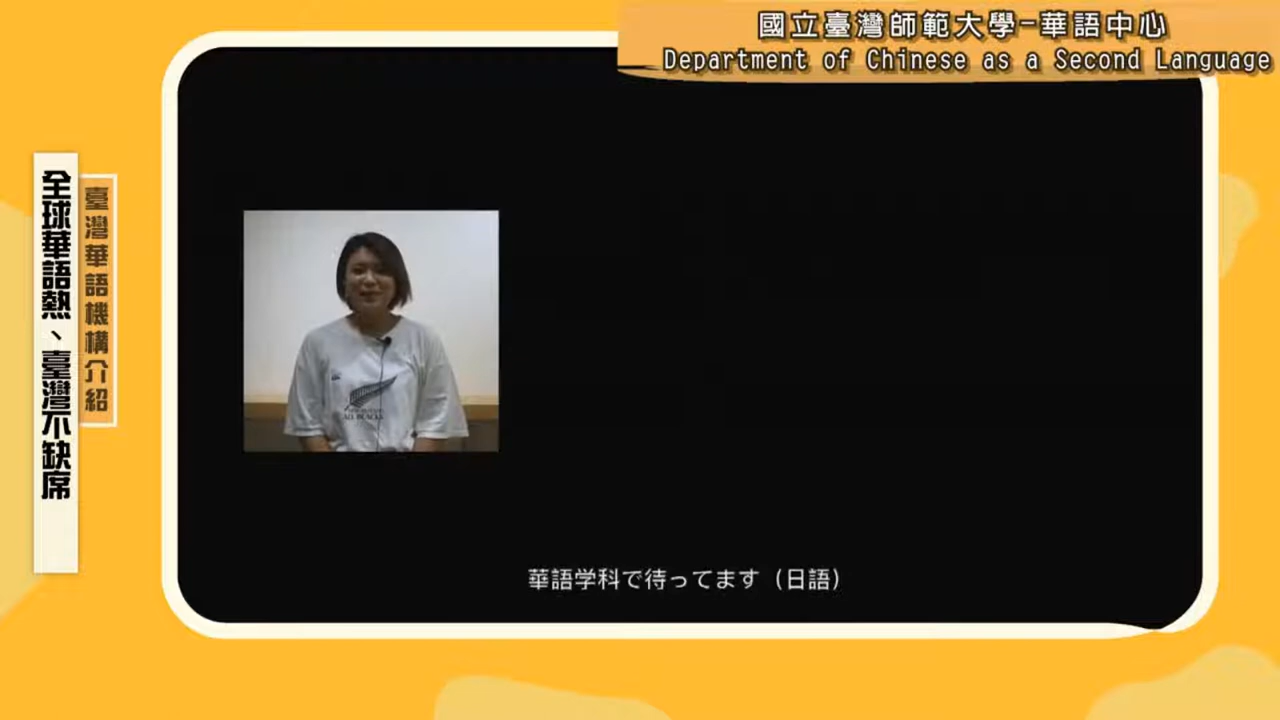 國立臺灣師範大學-華語中心
Department of Chinese as a Second Language
全球華語熱、臺灣不缺席
臺灣華語機構介紹
ALL BLACKS
華語学科で待ってます（日語）